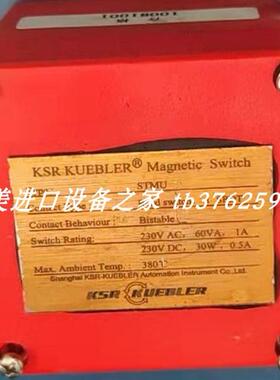 10018001
KSR KUEBLER® Magnetic Switch
STMU
美进口设备之家 tb376259
Contact Behaviour : Bistable
Switch Rating: 230V AC, 60VA, 1A
230V DC, 30W, 0.5A
Max. Ambient Temp.: 380
Shanghai KSR-KUEBLER Automation Instrument Co.,Ltd.
KSR KUEBLER